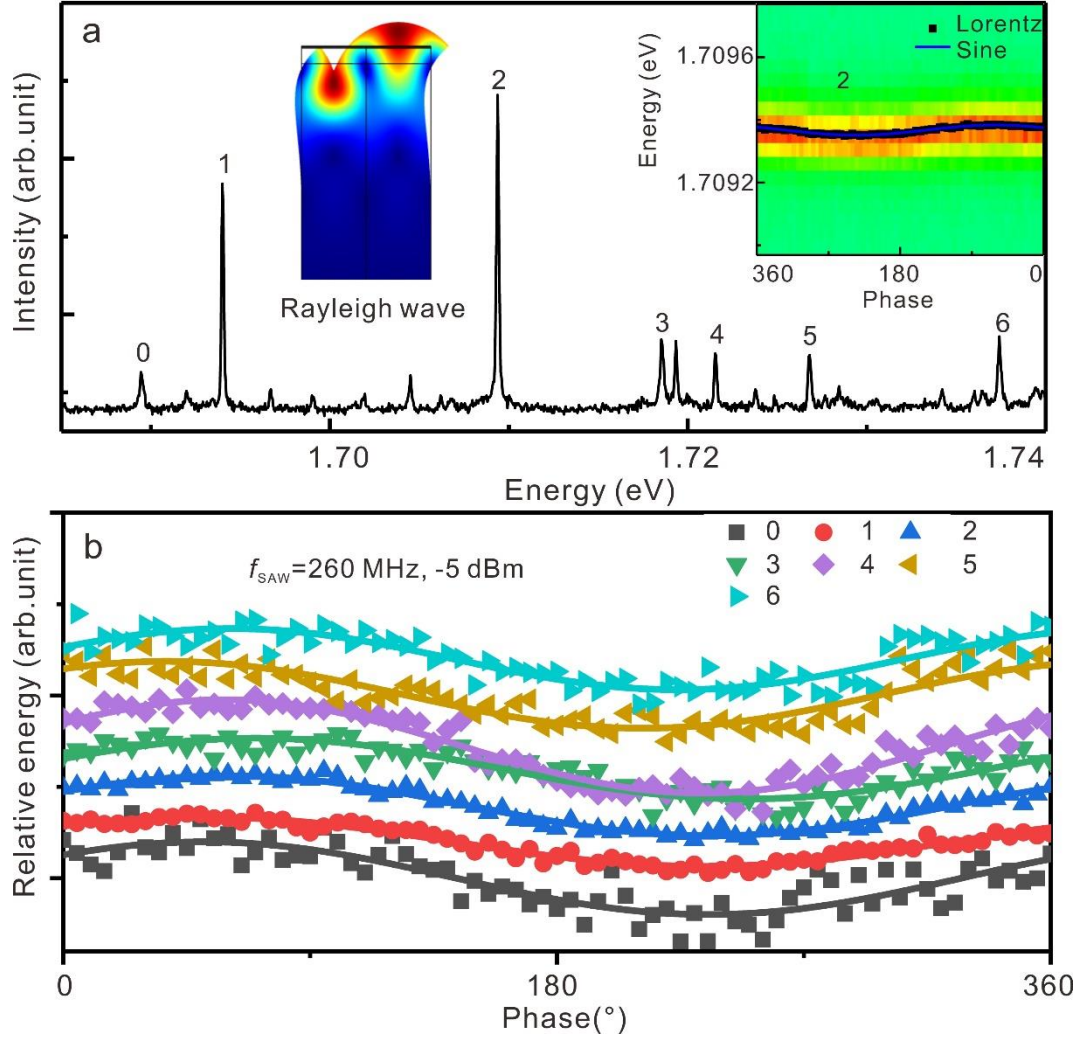 a
Intensity (arb.unit)
0
1
2
3
4
5
6
Rayleigh wave
1.70
1.72
1.74
Energy (eV)
Energy (eV)
1.7096
1.7092
2
Lorentz
Sine
360
180
0
Phase
b
fSAW=260 MHz, -5 dBm
0 1 2
3 4 5
6
Relative energy (arb.unit)
0
180
360
Phase(°)